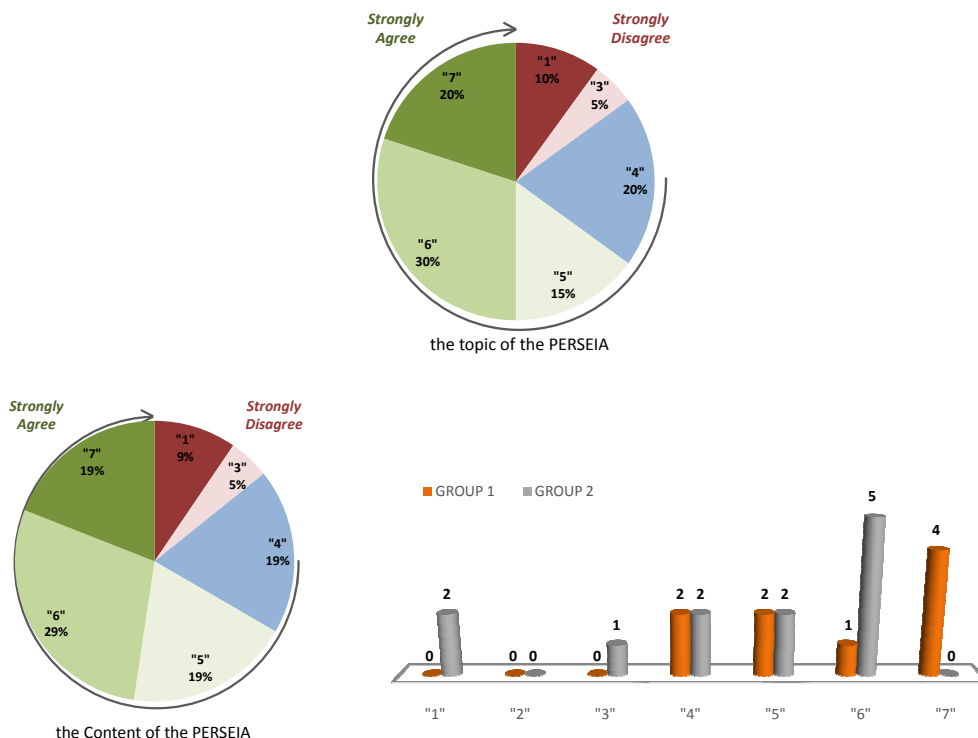 Strongly
Agree
Strongly
Disagree
"1"
10%
"3"
5%
"4"
20%
"5"
15%
"6"
30%
"7"
20%
the topic of the PERSEIA
Strongly
Agree
Strongly
Disagree
"1"
9%
"3"
5%
"4"
19%
"5"
19%
"6"
29%
"7"
19%
the Content of the PERSEIA
GROUP 1 GROUP 2
0 2 0 0 0 1 2 2 2 2 1 5 4 0
"1" "2" "3" "4" "5" "6" "7"